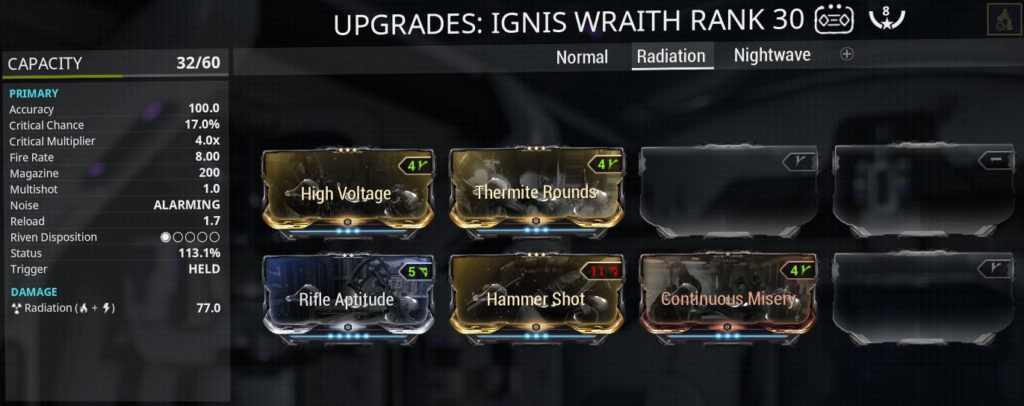 UPGRADES: IGNIS WRAITH RANK 30
8
CAPACITY 32/60
Normal Radiation Nightwave
PRIMARY
Accuracy 100.0
Critical Chance 17.0%
Critical Multiplier 4.0x
Fire Rate 8.00
Magazine 200
Multishot 1.0
Noise ALARMING
Reload 1.7
Riven Disposition
Status 113.1%
Trigger HELD
DAMAGE
Radiation ( + ) 77.0
4
High Voltage
4
Thermite Rounds
5
Rifle Aptitude
11
Hammer Shot
4
Continuous Misery